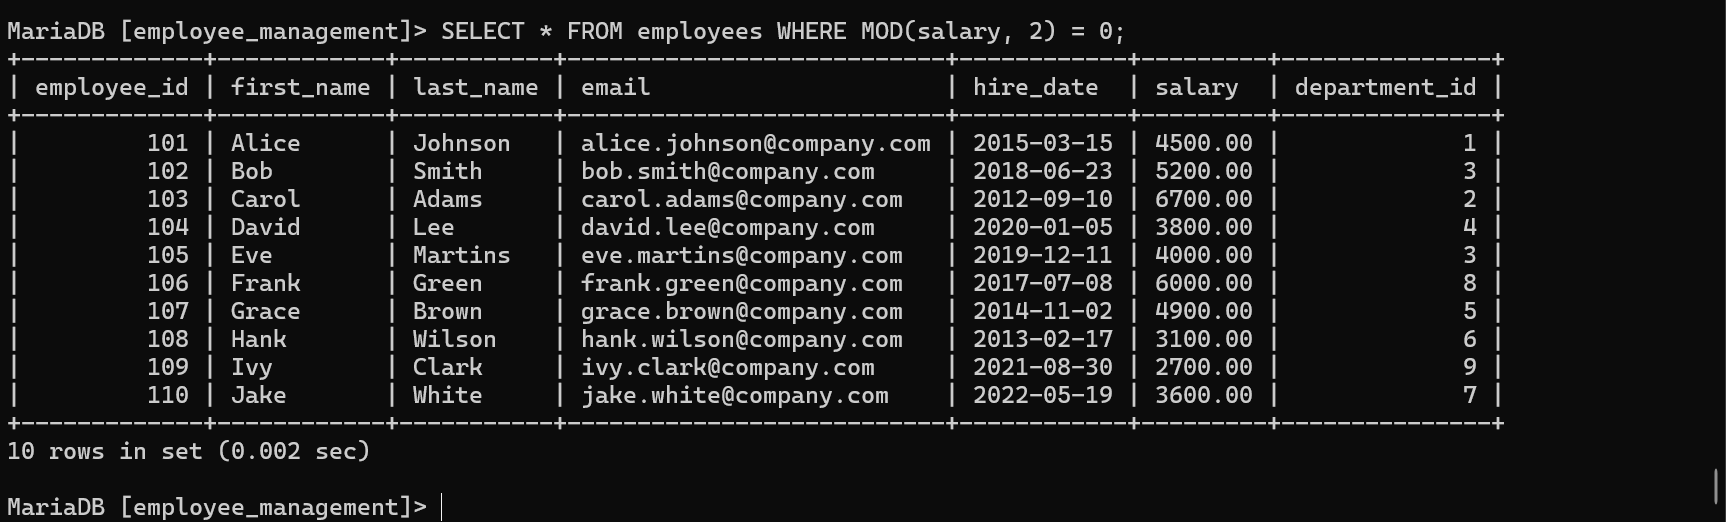 MariaDB [employee_management]> SELECT * FROM employees WHERE MOD(salary, 2) = 0;
+-------------+------------+-----------+---------------------------+------------+---------+---------------+
| employee_id | first_name | last_name | email                     | hire_date  | salary  | department_id |
+-------------+------------+-----------+---------------------------+------------+---------+---------------+
|         101 | Alice      | Johnson   | alice.johnson@company.com | 2015-03-15 | 4500.00 |             1 |
|         102 | Bob        | Smith     | bob.smith@company.com     | 2018-06-23 | 5200.00 |             3 |
|         103 | Carol      | Adams     | carol.adams@company.com   | 2012-09-10 | 6700.00 |             2 |
|         104 | David      | Lee       | david.lee@company.com     | 2020-01-05 | 3800.00 |             4 |
|         105 | Eve        | Martins   | eve.martins@company.com   | 2019-12-11 | 4000.00 |             3 |
|         106 | Frank      | Green     | frank.green@company.com   | 2017-07-08 | 6000.00 |             8 |
|         107 | Grace      | Brown     | grace.brown@company.com   | 2014-11-02 | 4900.00 |             5 |
|         108 | Hank       | Wilson    | hank.wilson@company.com   | 2013-02-17 | 3100.00 |             6 |
|         109 | Ivy        | Clark     | ivy.clark@company.com     | 2021-08-30 | 2700.00 |             9 |
|         110 | Jake       | White     | jake.white@company.com    | 2022-05-19 | 3600.00 |             7 |
+-------------+------------+-----------+---------------------------+------------+---------+---------------+
10 rows in set (0.002 sec)
MariaDB [employee_management]>